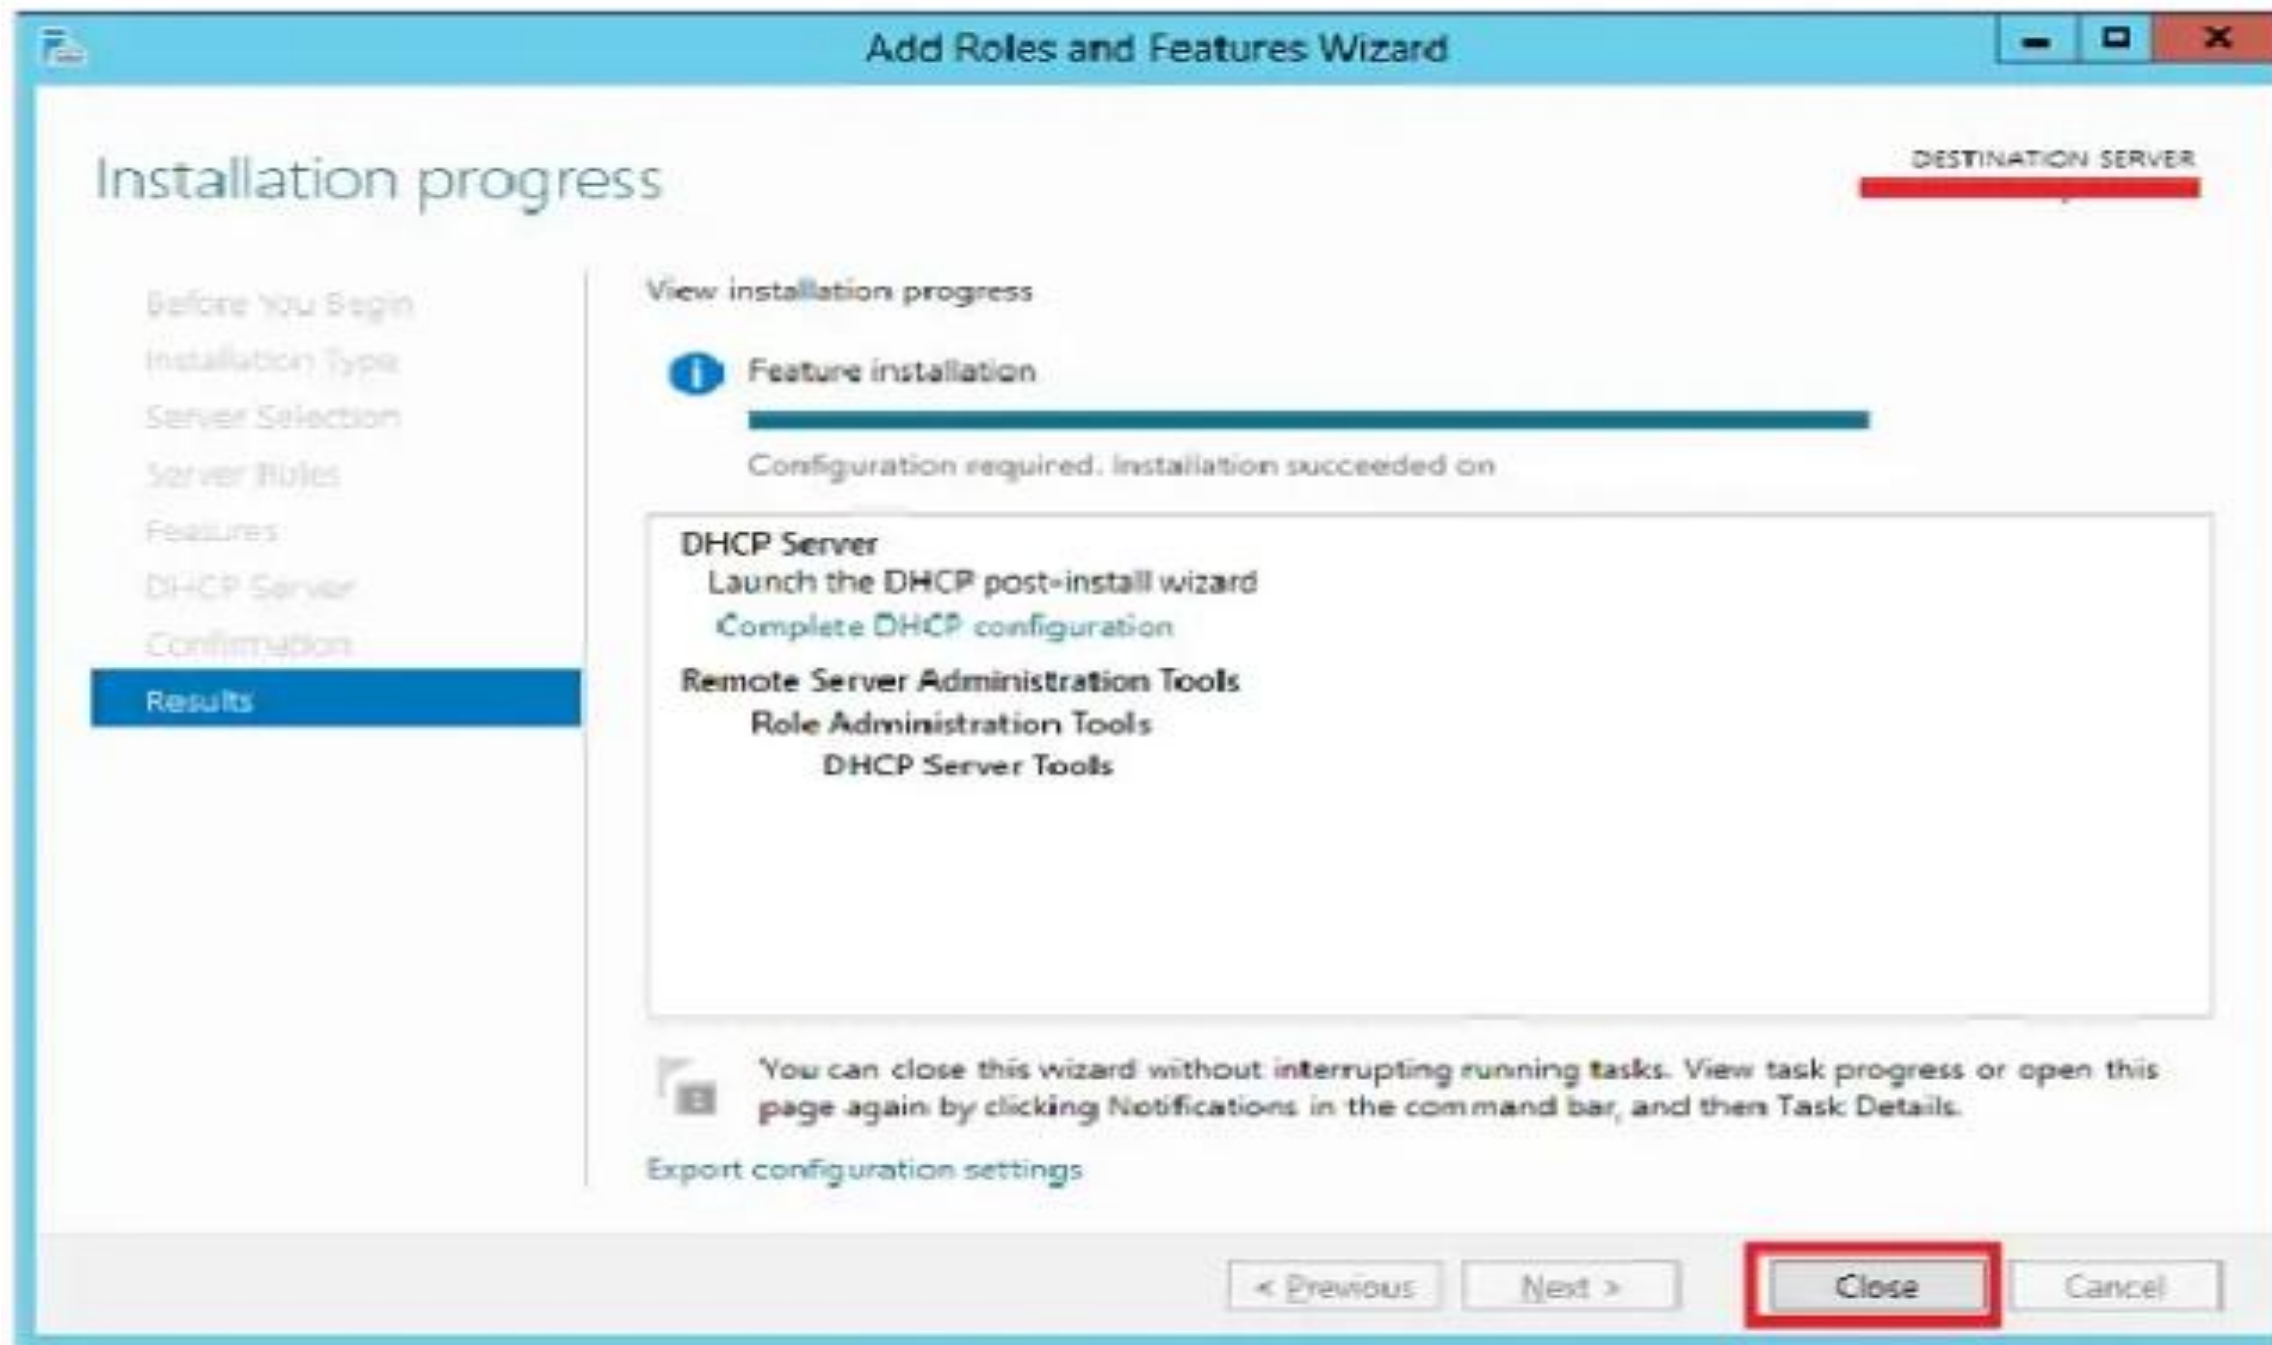 Add Roles and Features Wizard
Installation progress
DESTINATION SERVER
Before You Begin
Installation Type
Server Selection
Server Roles
Features
DHCP Server
Confirmation
Results
View installation progress
Feature installation
Configuration required. Installation succeeded on
DHCP Server
Launch the DHCP post-install wizard
Complete DHCP configuration
Remote Server Administration Tools
Role Administration Tools
DHCP Server Tools
You can close this wizard without interrupting running tasks. View task progress or open this
page again by clicking Notifications in the command bar, and then Task Details.
Export configuration settings
< Previous
Next >
Close
Cancel